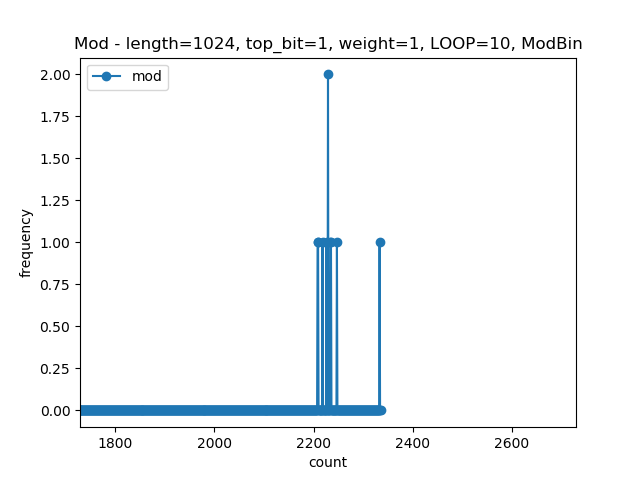 Mod - length=1024, top_bit=1, weight=1, LOOP=10, ModBin
mod
2.00
1.75
1.50
1.25
1.00
0.75
0.50
0.25
0.00
frequency
1800 2000 2200 2400 2600
count